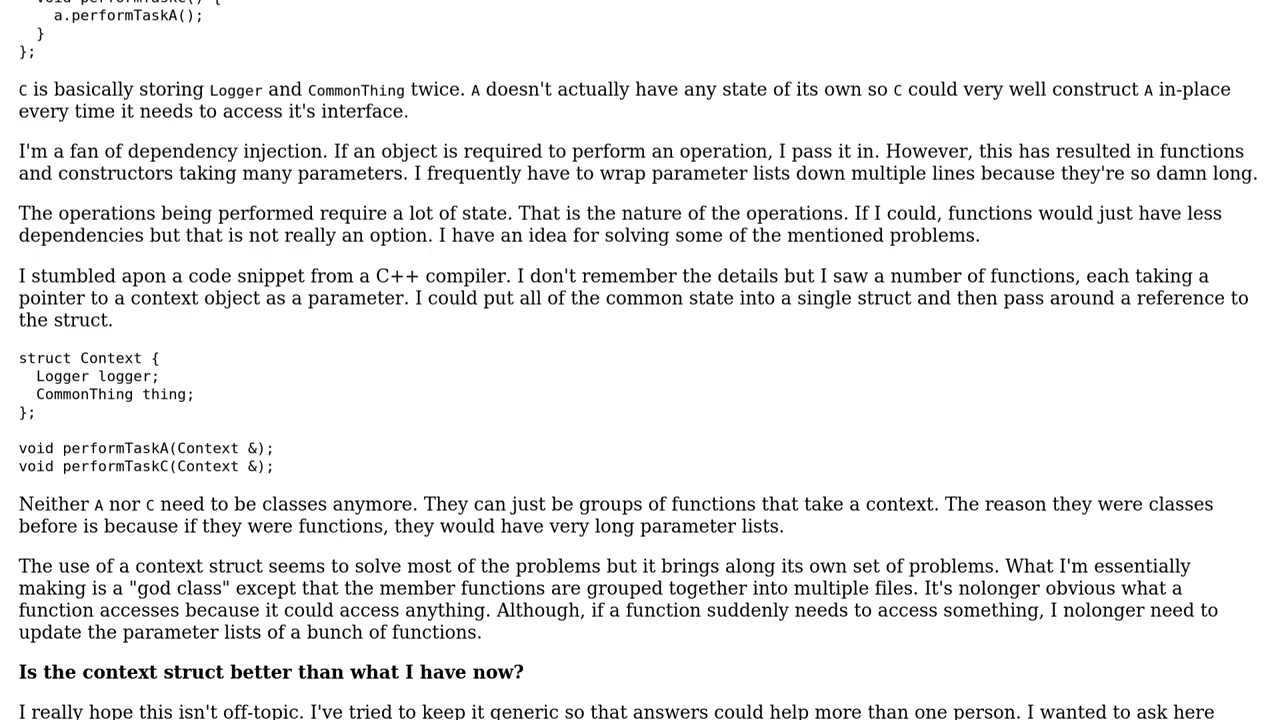 void performTaskC() {
    a.performTaskA();
  }
};
C is basically storing Logger and CommonThing twice. A doesn't actually have any state of its own so C could very well construct A in-place
every time it needs to access it's interface.
I'm a fan of dependency injection. If an object is required to perform an operation, I pass it in. However, this has resulted in functions
and constructors taking many parameters. I frequently have to wrap parameter lists down multiple lines because they're so damn long.
The operations being performed require a lot of state. That is the nature of the operations. If I could, functions would just have less
dependencies but that is not really an option. I have an idea for solving some of the mentioned problems.
I stumbled apon a code snippet from a C++ compiler. I don't remember the details but I saw a number of functions, each taking a
pointer to a context object as a parameter. I could put all of the common state into a single struct and then pass around a reference to
the struct.
struct Context {
  Logger logger;
  CommonThing thing;
};
void performTaskA(Context &);
void performTaskC(Context &);
Neither A nor C need to be classes anymore. They can just be groups of functions that take a context. The reason they were classes
before is because if they were functions, they would have very long parameter lists.
The use of a context struct seems to solve most of the problems but it brings along its own set of problems. What I'm essentially
making is a "god class" except that the member functions are grouped together into multiple files. It's nolonger obvious what a
function accesses because it could access anything. Although, if a function suddenly needs to access something, I nolonger need to
update the parameter lists of a bunch of functions.
Is the context struct better than what I have now?
I really hope this isn't off-topic. I've tried to keep it generic so that answers could help more than one person. I wanted to ask here